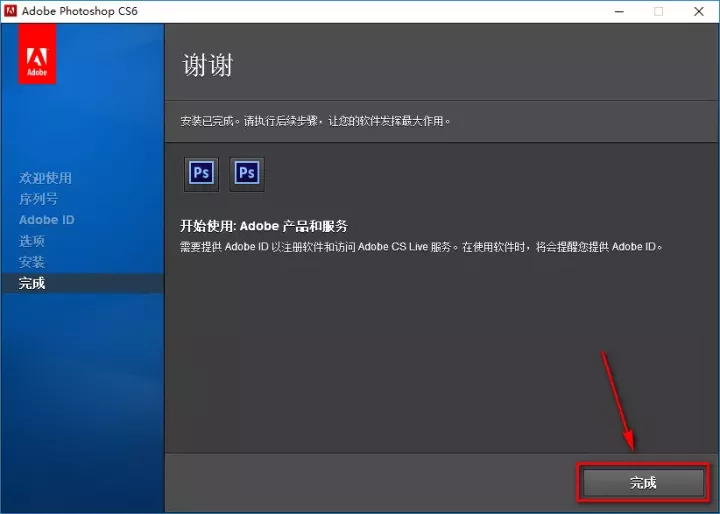 Adobe Photoshop CS6
Adobe
谢谢
安装已完成。请执行后续步骤，让您的软件发挥最大作用。
Ps Ps
欢迎使用
序列号
Adobe ID
选项
安装
完成
开始使用: Adobe 产品和服务
需要提供 Adobe ID 以注册软件和访问 Adobe CS Live 服务。在使用软件时，将会提醒您提供 Adobe ID。
完成